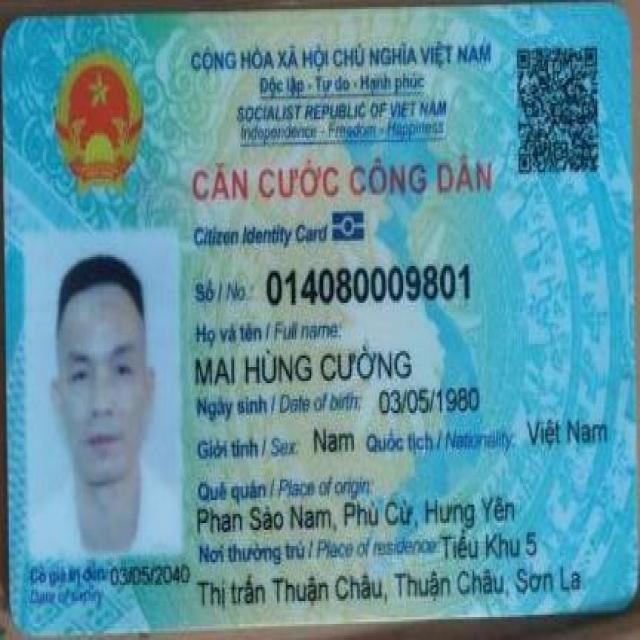 CỘNG HÒA XÃ HỘI CHỦ NGHĨA VIỆT NAM
Độc lập - Tự do - Hạnh phúc
SOCIALIST REPUBLIC OF VIET NAM
Independence - Freedom - Happiness
CĂN CƯỚC CÔNG DÂN
Citizen Identity Card
Số / No.: 014080009801
Họ và tên / Full name:
MAI HÙNG CƯỜNG
Ngày sinh / Date of birth: 03/05/1980
Giới tính / Sex: Nam Quốc tịch / Nationality: Việt Nam
Quê quán / Place of origin:
Phan Sào Nam, Phù Cừ, Hưng Yên
Nơi thường trú / Place of residence: Tiểu Khu 5
Thị trấn Thuận Châu, Thuận Châu, Sơn La
Có giá trị đến: 03/05/2040
Date of expiry